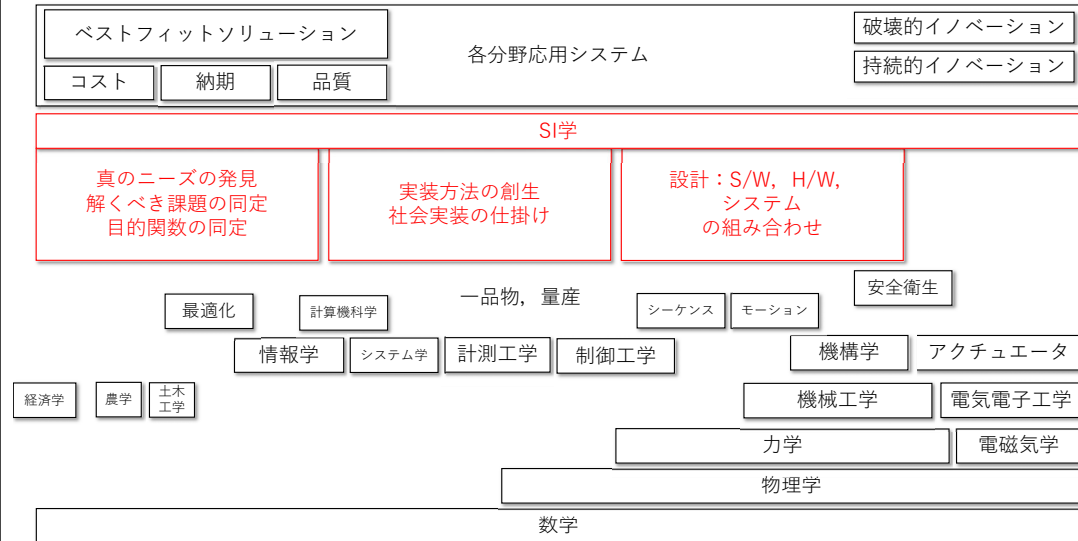 ベストフィットソリューション
コスト
納期
品質
各分野応用システム
破壊的イノベーション
持続的イノベーション
SI学
真のニーズの発見
解くべき課題の同定
目的関数の同定
実装方法の創生
社会実装の仕掛け
設計：S/W，H/W，
システム
の組み合わせ
安全衛生
最適化
計算機科学
一品物，量産
シーケンス
モーション
情報学
システム学
計測工学
制御工学
機構学
アクチュエータ
経済学
農学
土木
工学
機械工学
電気電子工学
力学
電磁気学
物理学
数学